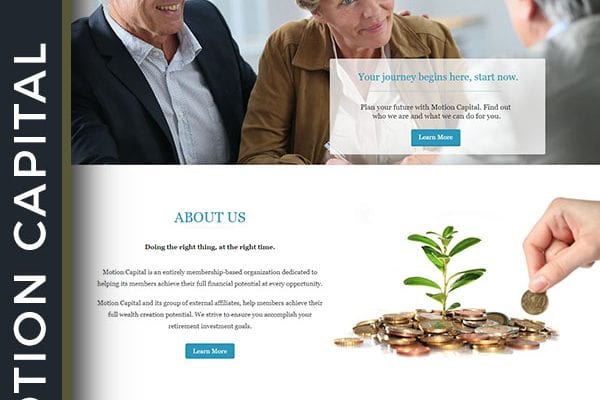 OTION CAPITAL
Your journey begins here, start now.
Plan your future with Motion Capital. Find out
who we are and what we can do for you.
Learn More
ABOUT US
Doing the right thing, at the right time.
Motion Capital is an entirely membership-based organization dedicated to
helping its members achieve their full financial potential at every opportunity.
Motion Capital and its group of external affiliates, help members achieve their
full wealth creation potential. We strive to ensure you accomplish your
retirement investment goals.
Learn More